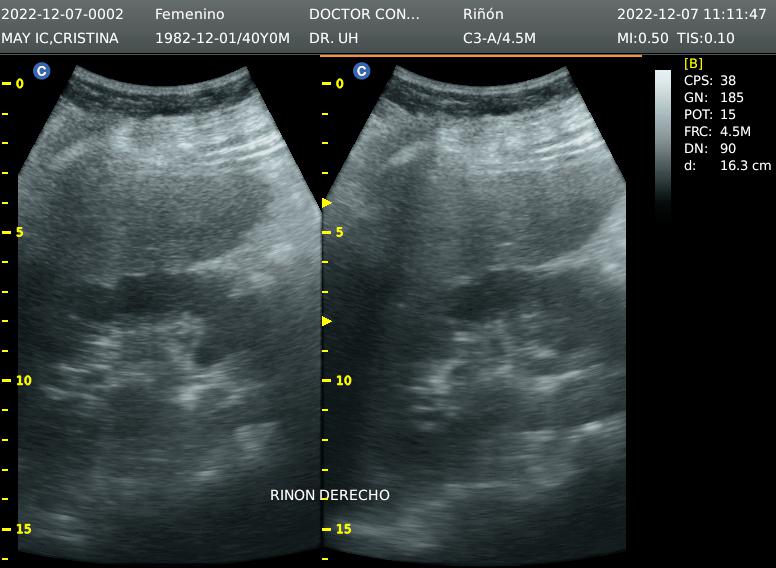 2022-12-07-0002 Femenino DOCTOR CON... Riñón 2022-12-07 11:11:47
MAY IC,CRISTINA 1982-12-01/40Y0M DR. UH C3-A/4.5M MI:0.50 TIS:0.10
C C
[B]
CPS: 38
GN: 185
POT: 15
FRC: 4.5M
DN: 90
d: 16.3 cm
0 0
5 5
10 10
RINON DERECHO
15 15